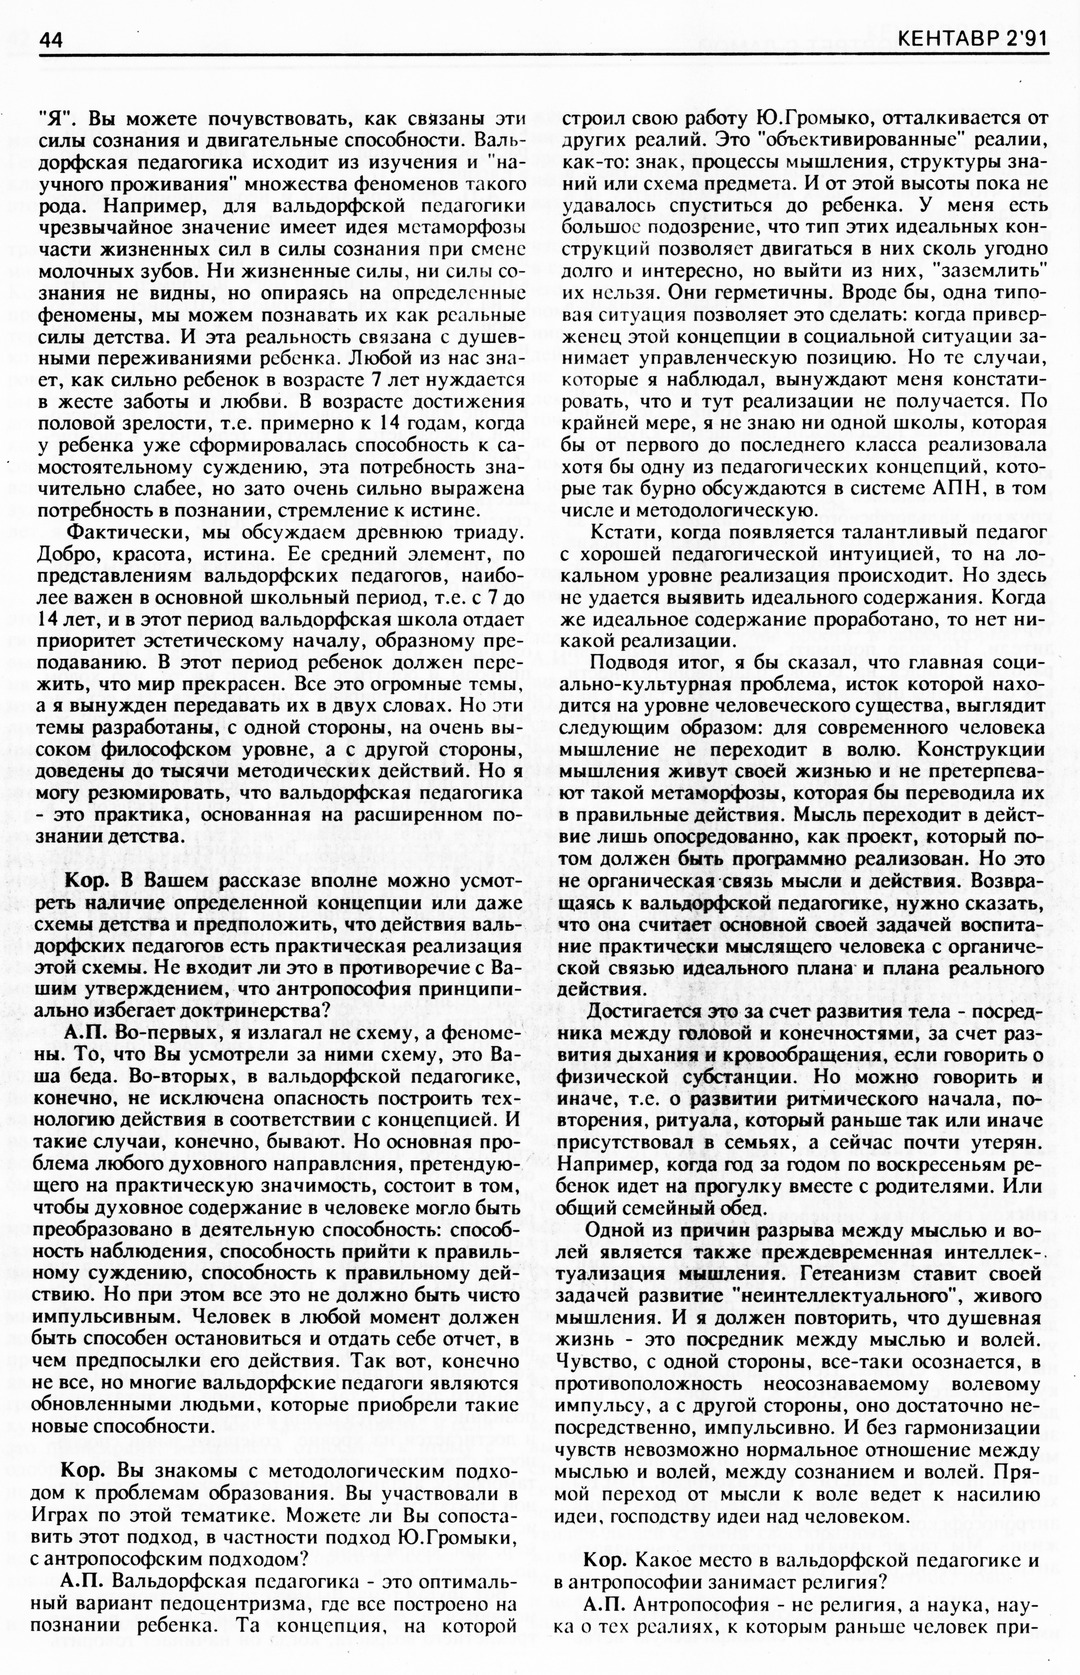 44
КЕНТАВР 2'91
"Я". Вы можете почувствовать, как связаны эти
силы сознания и двигательные способности. Валь-
дорфская педагогика исходит из изучения и "на-
учного проживания" множества феноменов такого
рода. Например, для вальдорфской педагогики
чрезвычайное значение имеет идея метаморфозы
части жизненных сил в силы сознания при смене
молочных зубов. Ни жизненные силы, ни силы со-
знания не видны, но опираясь на определенные
феномены, мы можем познавать их как реальные
силы детства. И эта реальность связана с душев-
ными переживаниями ребенка. Любой из нас зна-
ет, как сильно ребенок в возрасте 7 лет нуждается
в жесте заботы и любви. В возрасте достижения
половой зрелости, т.е. примерно к 14 годам, когда
у ребенка уже сформировалась способность к са-
мостоятельному суждению, эта потребность зна-
чительно слабее, но зато очень сильно выражена
потребность в познании, стремление к истине.
Фактически, мы обсуждаем древнюю триаду.
Добро, красота, истина. Ее средний элемент, по
представлениям вальдорфских педагогов, наибо-
лее важен в основной школьный период, т.е. с 7 до
14 лет, и в этот период вальдорфская школа отдает
приоритет эстетическому началу, образному пре-
подаванию. В этот период ребенок должен пере-
жить, что мир прекрасен. Все это огромные темы,
а я вынужден передавать их в двух словах. Но эти
темы разработаны, с одной стороны, на очень вы-
соком философском уровне, а с другой стороны,
доведены до тысячи методических действий. Но я
могу резюмировать, что вальдорфская педагогика
- это практика, основанная на расширенном по-
знании детства.
Кор. В Вашем рассказе вполне можно усмот-
реть наличие определенной концепции или даже
схемы детства и предположить, что действия валь-
дорфских педагогов есть практическая реализация
этой схемы. Не входит ли это в противоречие с Ва-
шим утверждением, что антропософия принципи-
ально избегает доктринерства?
А.П. Во-первых, я излагал не схему, а феноме-
ны. То, что Вы усмотрели за ними схему, это Ва-
ша беда. Во-вторых, в вальдорфской педагогике,
конечно, не исключена опасность построить тех-
нологию действия в соответствии с концепцией. И
такие случаи, конечно, бывают. Но основная про-
блема любого духовного направления, претендую-
щего на практическую значимость, состоит в том,
чтобы духовное содержание в человеке могло быть
преобразовано в деятельную способность: способ-
ность наблюдения, способность прийти к правиль-
ному суждению, способность к правильному дей-
ствию. Но при этом все это не должно быть чисто
импульсивным. Человек в любой момент должен
быть способен остановиться и отдать себе отчет, в
чем предпосылки его действия. Так вот, конечно
не все, но многие вальдорфские педагоги являются
обновленными людьми, которые приобрели такие
новые способности.
Кор. Вы знакомы с методологическим подхо-
дом к проблемам образования. Вы участвовали в
Играх по этой тематике. Можете ли Вы сопоста-
вить этот подход, в частности подход Ю.Громыки,
с антропософским подходом?
А.П. Вальдорфская педагогика - это оптималь-
ный вариант педоцентризма, где все построено на
познании ребенка. Та концепция, на которой
строил свою работу Ю.Громыко, отталкивается от
других реалий. Это "объективированные" реалии,
как-то: знак, процессы мышления, структуры зна-
ний или схема предмета. И от этой высоты пока не
удавалось спуститься до ребенка. У меня есть
большое подозрение, что тип этих идеальных кон-
струкций позволяет двигаться в них сколь угодно
долго и интересно, но выйти из них, "заземлить"
их нельзя. Они герметичны. Вроде бы, одна типо-
вая ситуация позволяет это сделать: когда привер-
женец этой концепции в социальной ситуации за-
нимает управленческую позицию. Но те случаи,
которые я наблюдал, вынуждают меня констати-
ровать, что и тут реализации не получается. По
крайней мере, я не знаю ни одной школы, которая
бы от первого до последнего класса реализовала
хотя бы одну из педагогических концепций, кото-
рые так бурно обсуждаются в системе АПН, в том
числе и методологическую.
Кстати, когда появляется талантливый педагог
с хорошей педагогической интуицией, то на ло-
кальном уровне реализация происходит. Но здесь
не удается выявить идеального содержания. Когда
же идеальное содержание проработано, то нет ни-
какой реализации.
Подводя итог, я бы сказал, что главная соци-
ально-культурная проблема, исток которой нахо-
дится на уровне человеческого существа, выглядит
следующим образом: для современного человека
мышление не переходит в волю. Конструкции
мышления живут своей жизнью и не претерпева-
ют такой метаморфозы, которая бы переводила их
в правильные действия. Мысль переходит в дейст-
вие лишь опосредованно, как проект, который по-
том должен быть программно реализован. Но это
не органическая связь мысли и действия. Возвра-
щаясь к вальдорфской педагогике, нужно сказать,
что она считает основной своей задачей воспита-
ние практически мыслящего человека с органиче-
ской связью идеального плана и плана реального
действия.
Достигается это за счет развития тела - посред-
ника между головой и конечностями, за счет раз-
вития дыхания и кровообращения, если говорить о
физической субстанции. Но можно говорить и
иначе, т.е. о развитии ритмического начала, по-
вторения, ритуала, который раньше так или иначе
присутствовал в семьях, а сейчас почти утерян.
Например, когда год за годом по воскресеньям ре-
бенок идет на прогулку вместе с родителями. Или
общий семейный обед.
Одной из причин разрыва между мыслью и во-
лей является также преждевременная интеллек-
туализация мышления. Гетеанизм ставит своей
задачей развитие "неинтеллектуального", живого
мышления. И я должен повторить, что душевная
жизнь - это посредник между мыслью и волей.
Чувство, с одной стороны, все-таки осознается, в
противоположность неосознаваемому волевому
импульсу, а с другой стороны, оно достаточно не-
посредственно, импульсивно. И без гармонизации
чувств невозможно нормальное отношение между
мыслью и волей, между сознанием и волей. Пря-
мой переход от мысли к воле ведет к насилию
идеи, господству идеи над человеком.
Кор. Какое место в вальдорфской педагогике и
в антропософии занимает религия?
А.П. Антропософия - не религия, а наука, нау-
ка о тех реалиях, к которым раньше человек при-